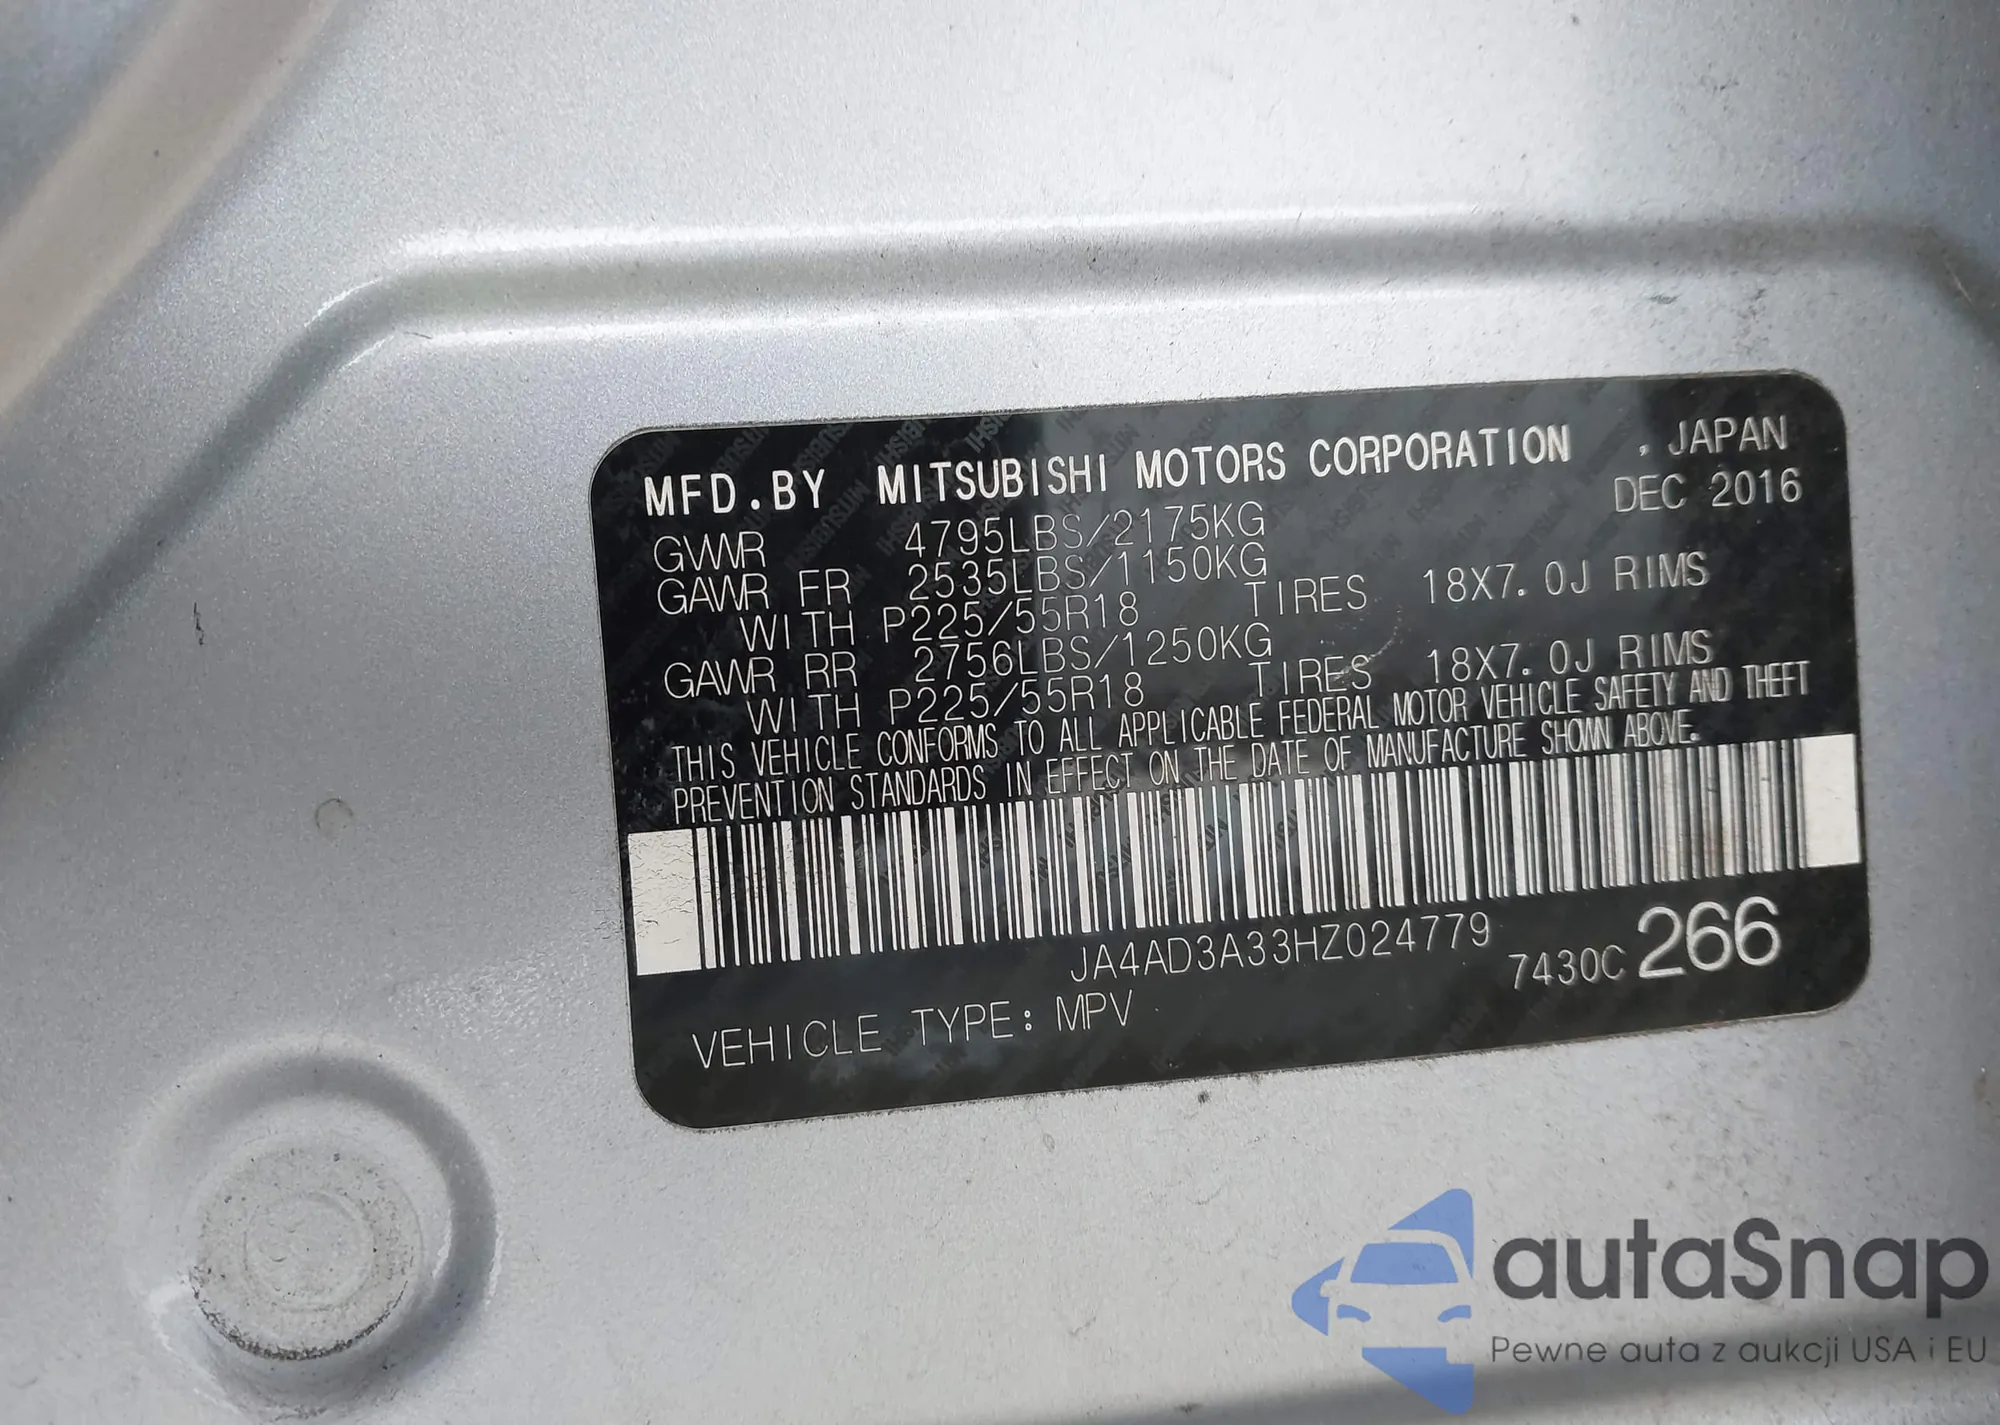 MFD.BY MITSUBISHI MOTORS CORPORATION , JAPAN
GVWR 4795LBS/2175KG DEC 2016
GAWR FR 2535LBS/1150KG
WITH P225/55R18 TIRES 18X7.0J RIMS
GAWR RR 2756LBS/1250KG
WITH P225/55R18 TIRES 18X7.0J RIMS
THIS VEHICLE CONFORMS TO ALL APPLICABLE FEDERAL MOTOR VEHICLE SAFETY AND THEFT
PREVENTION STANDARDS IN EFFECT ON THE DATE OF MANUFACTURE SHOWN ABOVE.
JA4AD3A33HZ024779
7430C 266
VEHICLE TYPE: MPV
autaSnap
Pewne auta z aukcji USA i EU